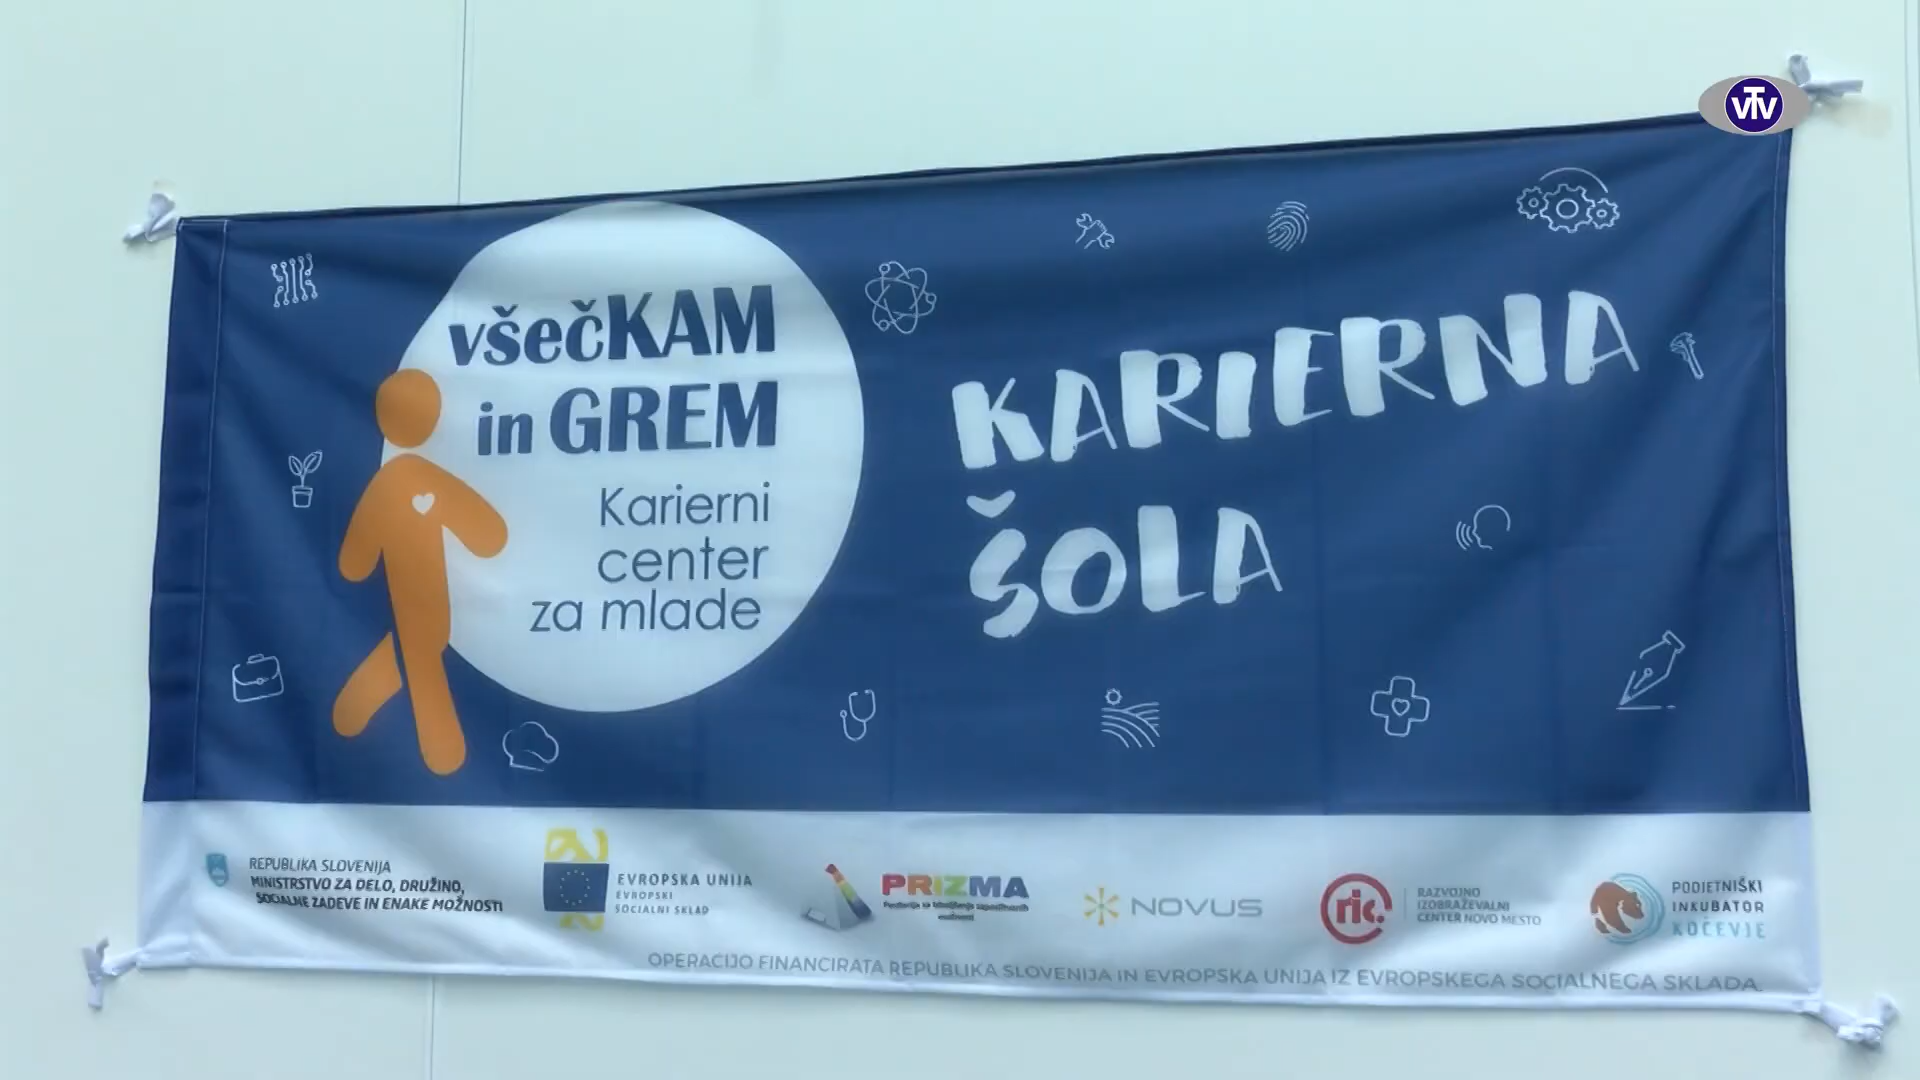 VTV
všečKAM
in GREM
Karierni
center
za mlade
KARIERNA
ŠOLA
REPUBLIKA SLOVENIJA
MINISTRSTVO ZA DELO, DRUŽINO,
SOCIALNE ZADEVE IN ENAKE MOŽNOSTI
EVROPSKA UNIJA
EVROPSKI
SOCIALNI SKLAD
PRIZMA
NOVUS
ric.
RAZVOJNO
IZOBRAŽEVALNI
CENTER NOVO MESTO
PODJETNIŠKI
INKUBATOR
KOČEVJE
OPERACIJO FINANCIRATA REPUBLIKA SLOVENIJA IN EVROPSKA UNIJA IZ EVROPSKEGA SOCIALNEGA SKLADA.